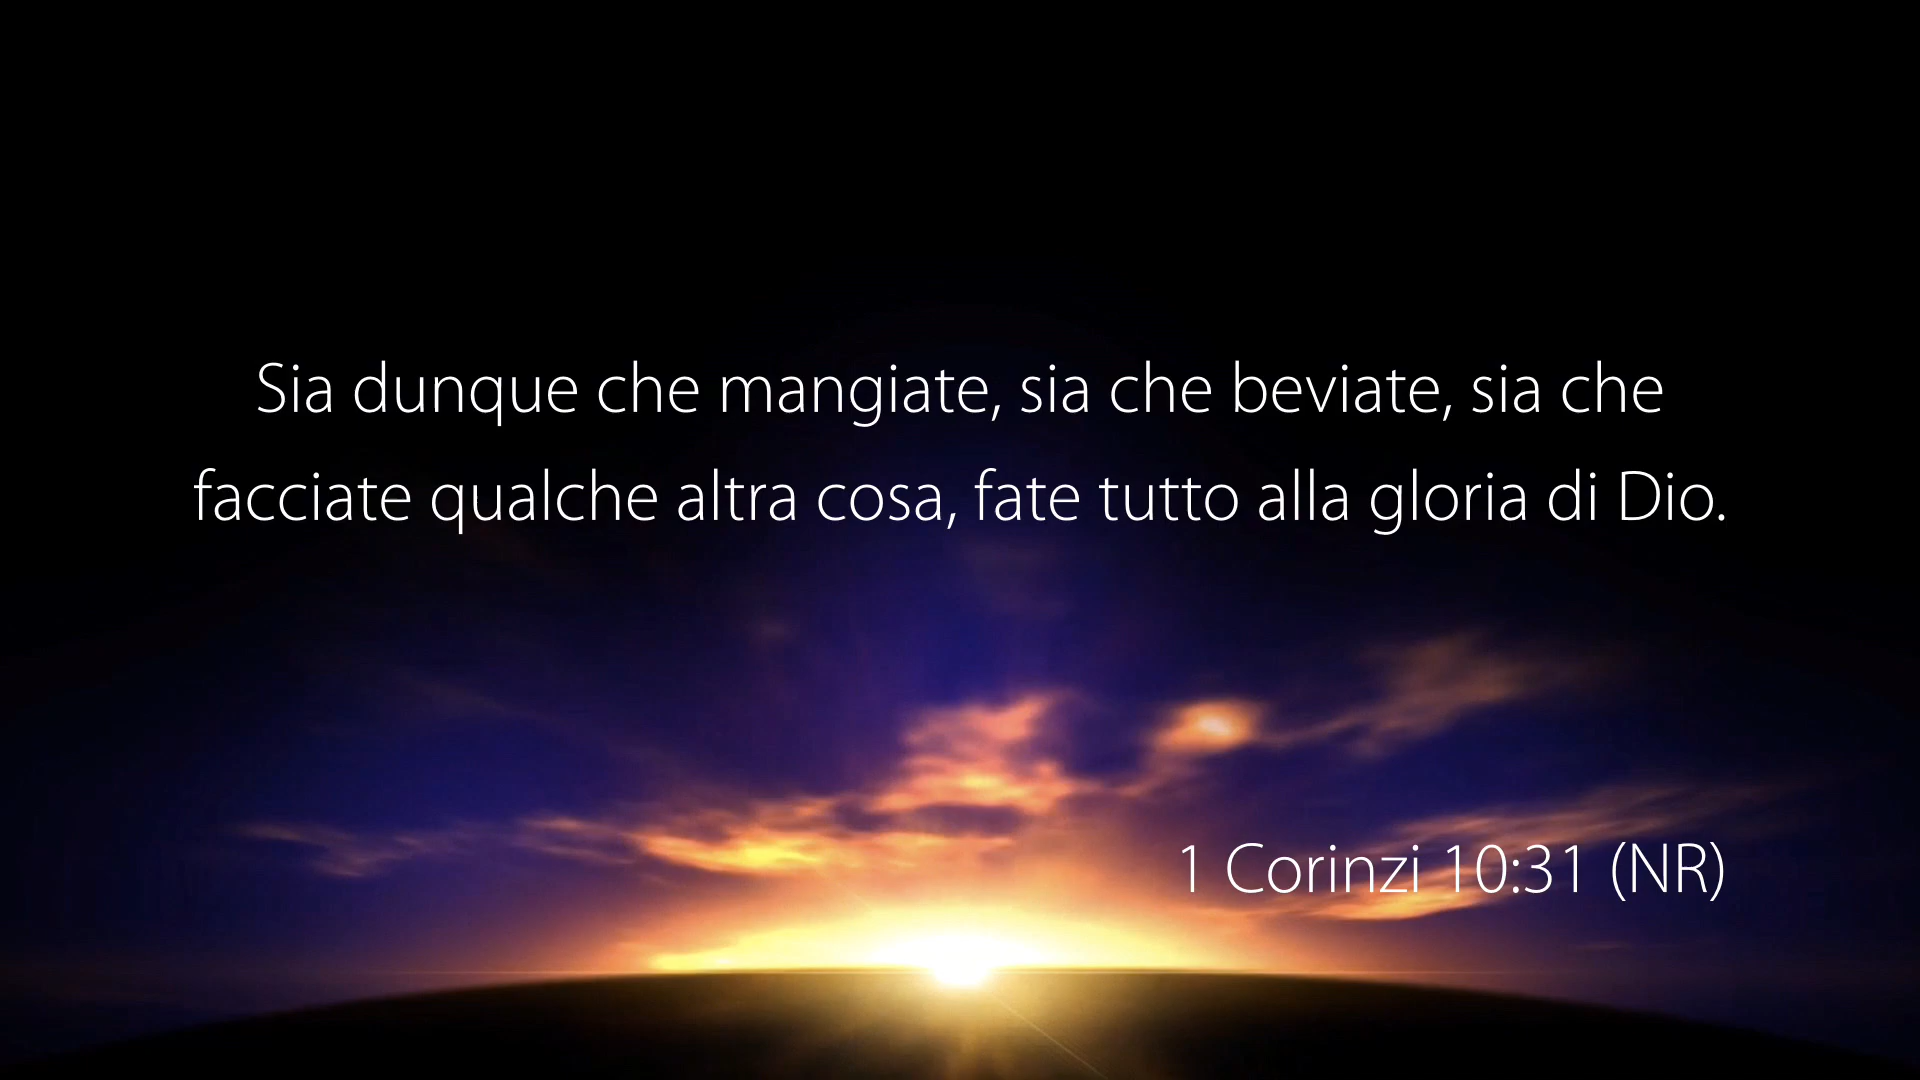 Sia dunque che mangiate, sia che beviate, sia che
facciate qualche altra cosa, fate tutto alla gloria di Dio.
1 Corinzi 10:31 (NR)